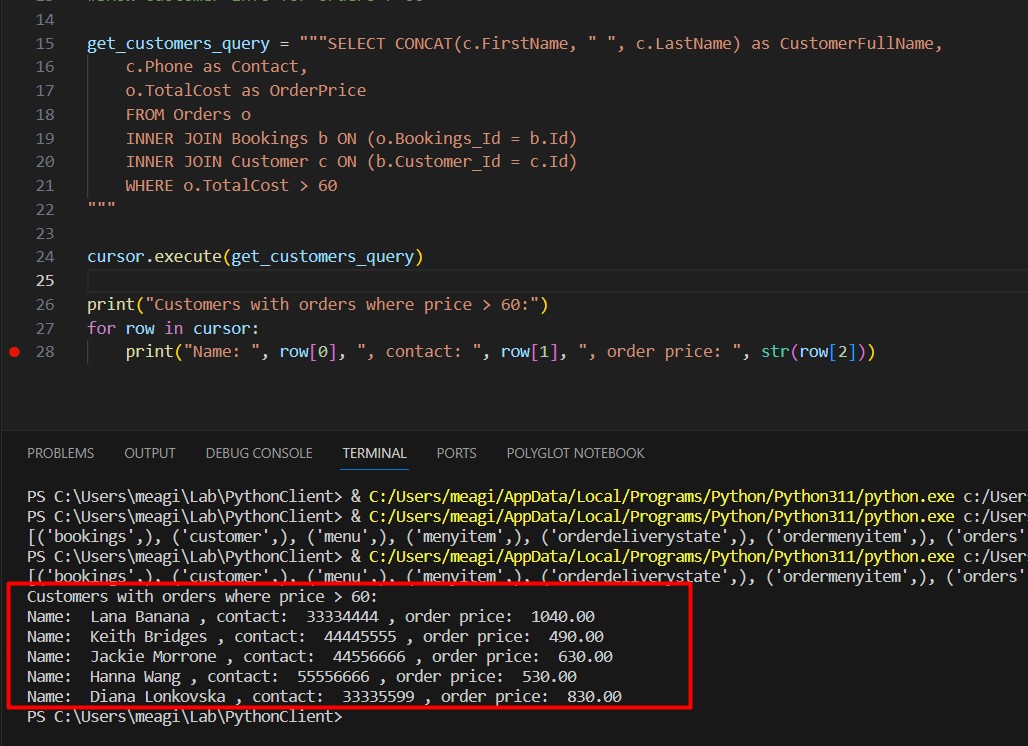 14
15 get_customers_query = """SELECT CONCAT(c.FirstName, " ", c.LastName) as CustomerFullName,
16 c.Phone as Contact,
17 o.TotalCost as OrderPrice
18 FROM Orders o
19 INNER JOIN Bookings b ON (o.Bookings_Id = b.Id)
20 INNER JOIN Customer c ON (b.Customer_Id = c.Id)
21 WHERE o.TotalCost > 60
22 """
23
24 cursor.execute(get_customers_query)
25
26 print("Customers with orders where price > 60:")
27 for row in cursor:
28 print("Name: ", row[0], ", contact: ", row[1], ", order price: ", str(row[2]))
PROBLEMS OUTPUT DEBUG CONSOLE TERMINAL PORTS POLYGLOT NOTEBOOK
PS C:\Users\meagi\Lab\PythonClient> & C:/Users/meagi/AppData/Local/Programs/Python/Python311/python.exe c:/User
PS C:\Users\meagi\Lab\PythonClient> & C:/Users/meagi/AppData/Local/Programs/Python/Python311/python.exe c:/User
[('bookings',), ('customer',), ('menu',), ('menyitem',), ('orderdeliverystate',), ('ordermenyitem',), ('orders'
PS C:\Users\meagi\Lab\PythonClient> & C:/Users/meagi/AppData/Local/Programs/Python/Python311/python.exe c:/User
[('bookings',), ('customer',), ('menu',), ('menyitem',), ('orderdeliverystate',), ('ordermenyitem',), ('orders'
Customers with orders where price > 60:
Name:  Lana Banana , contact:  33334444 , order price:  1040.00
Name:  Keith Bridges , contact:  44445555 , order price:  490.00
Name:  Jackie Morrone , contact:  44556666 , order price:  630.00
Name:  Hanna Wang , contact:  55556666 , order price:  530.00
Name:  Diana Lonkovska , contact:  33335599 , order price:  830.00
PS C:\Users\meagi\Lab\PythonClient>